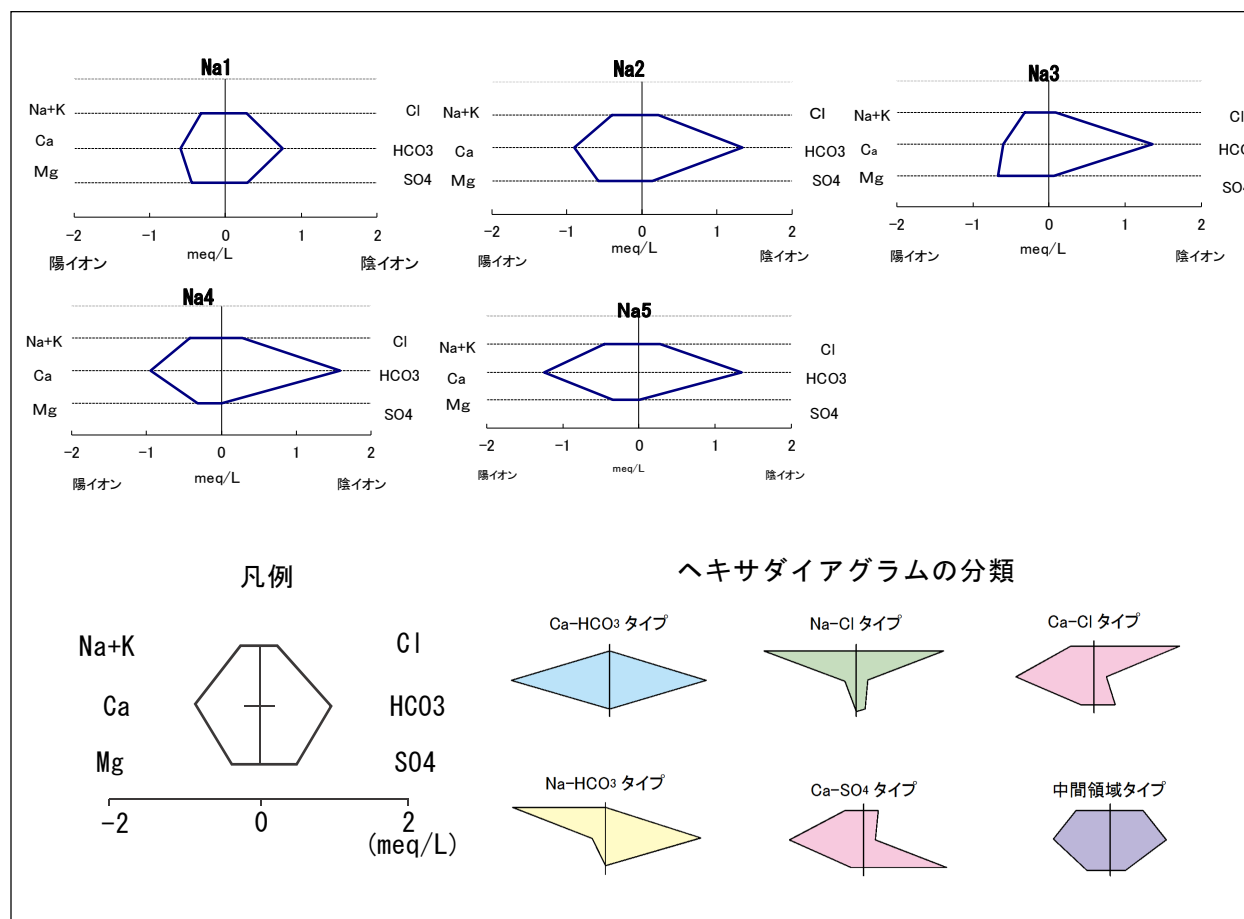 Na1
Na+K
Cl
Ca
HCO3
Mg
SO4
-2 -1 0 1 2
meq/L
陽イオン 陰イオン
Na2
Na+K
Cl
Ca
HCO3
Mg
SO4
-2 -1 0 1 2
meq/L
陽イオン 陰イオン
Na3
Na+K
Cl
Ca
HCO3
Mg
SO4
-2 -1 0 1 2
meq/L
陽イオン 陰イオン
Na4
Na+K
Cl
Ca
HCO3
Mg
SO4
-2 -1 0 1 2
meq/L
陽イオン 陰イオン
Na5
Na+K
Cl
Ca
HCO3
Mg
SO4
-2 -1 0 1 2
meq/L
陽イオン 陰イオン
凡例
Na+K Cl
Ca HCO3
Mg SO4
-2 0 2
(meq/L)
ヘキサダイアグラムの分類
Ca-HCO3 タイプ
Na-Cl タイプ
Ca-Cl タイプ
Na-HCO3 タイプ
Ca-SO4 タイプ
中間領域タイプ